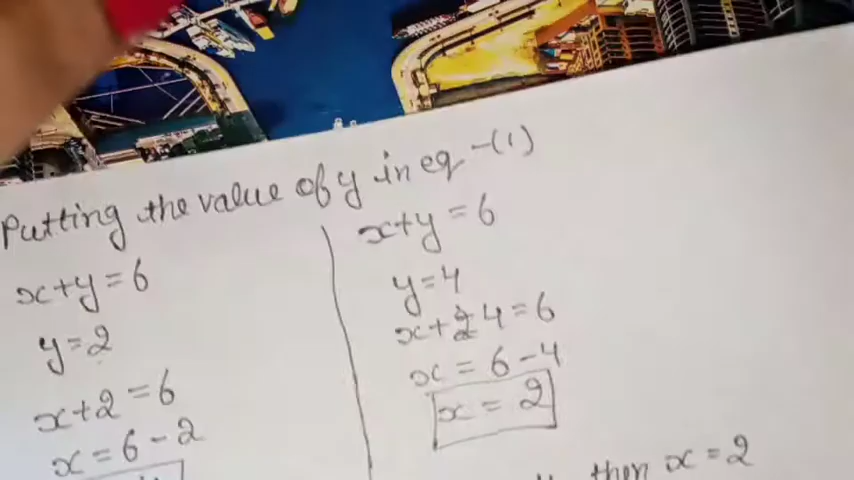 Putting the value of y in eq -(1)
x+y=6
y=2
x+2=6
x=6-2
x+y=6
y=4
x+4=6
x=6-4
x=2
then x=2